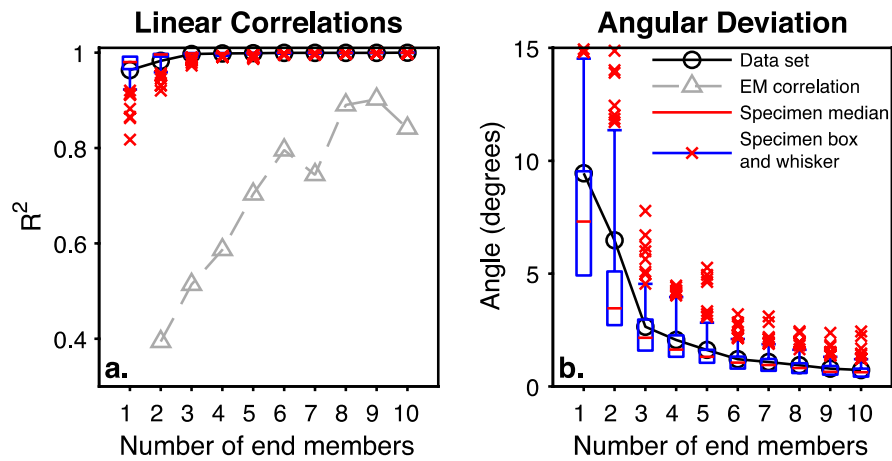 Linear Correlations
1
0.8
0.6
0.4
R²
a.
1 2 3 4 5 6 7 8 9 10
Number of end members
Angular Deviation
15
10
5
0
Angle (degrees)
Data set
EM correlation
Specimen median
Specimen box
and whisker
b.
1 2 3 4 5 6 7 8 9 10
Number of end members